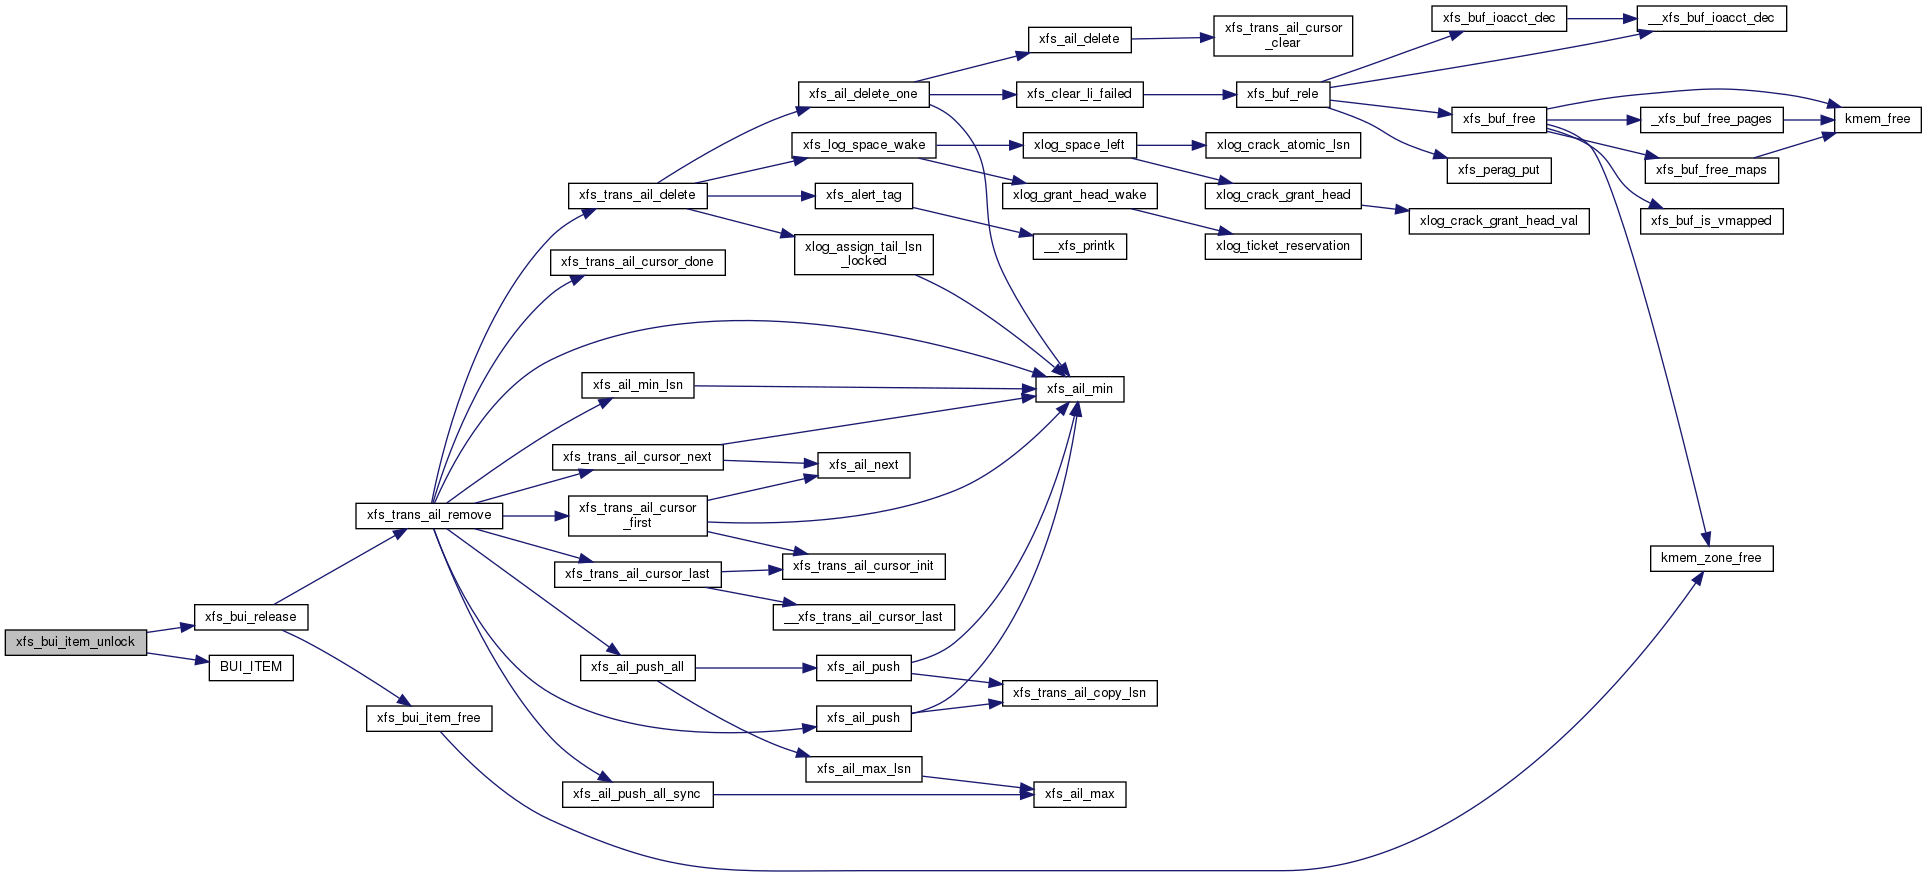 xfs_buf_ioacct_dec
__xfs_buf_ioacct_dec
xfs_trans_ail_cursor
_clear
xfs_ail_delete
xfs_ail_delete_one
xfs_clear_li_failed
xfs_buf_rele
xfs_buf_free
_xfs_buf_free_pages
kmem_free
xfs_log_space_wake
xlog_space_left
xlog_crack_atomic_lsn
xfs_perag_put
xfs_buf_free_maps
xfs_trans_ail_delete
xfs_alert_tag
xlog_grant_head_wake
xlog_crack_grant_head
xlog_crack_grant_head_val
xfs_buf_is_vmapped
xlog_assign_tail_lsn
_locked
__xfs_printk
xlog_ticket_reservation
xfs_trans_ail_cursor_done
xfs_ail_min_lsn
xfs_ail_min
xfs_trans_ail_cursor_next
xfs_ail_next
xfs_trans_ail_remove
xfs_trans_ail_cursor
_first
xfs_trans_ail_cursor_init
kmem_zone_free
xfs_trans_ail_cursor_last
__xfs_trans_ail_cursor_last
xfs_bui_release
xfs_bui_item_unlock
BUI_ITEM
xfs_ail_push_all
xfs_ail_push
xfs_trans_ail_copy_lsn
xfs_bui_item_free
xfs_ail_push
xfs_ail_max_lsn
xfs_ail_push_all_sync
xfs_ail_max